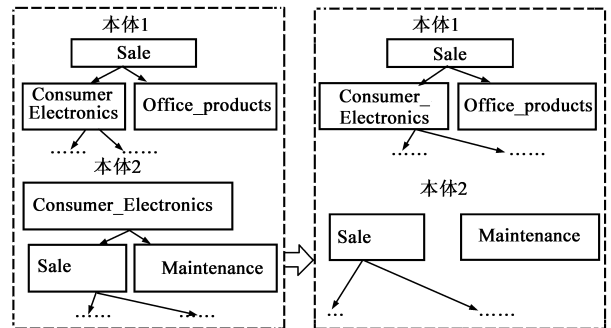 本体1
Sale
Consumer
Electronics
Office_products
…… ……
本体2
Consumer_Electronics
Sale
Maintenance
…… ……
本体1
Sale
Consumer_
Electronics
Office_products
…… ……
本体2
Sale
Maintenance
… ……